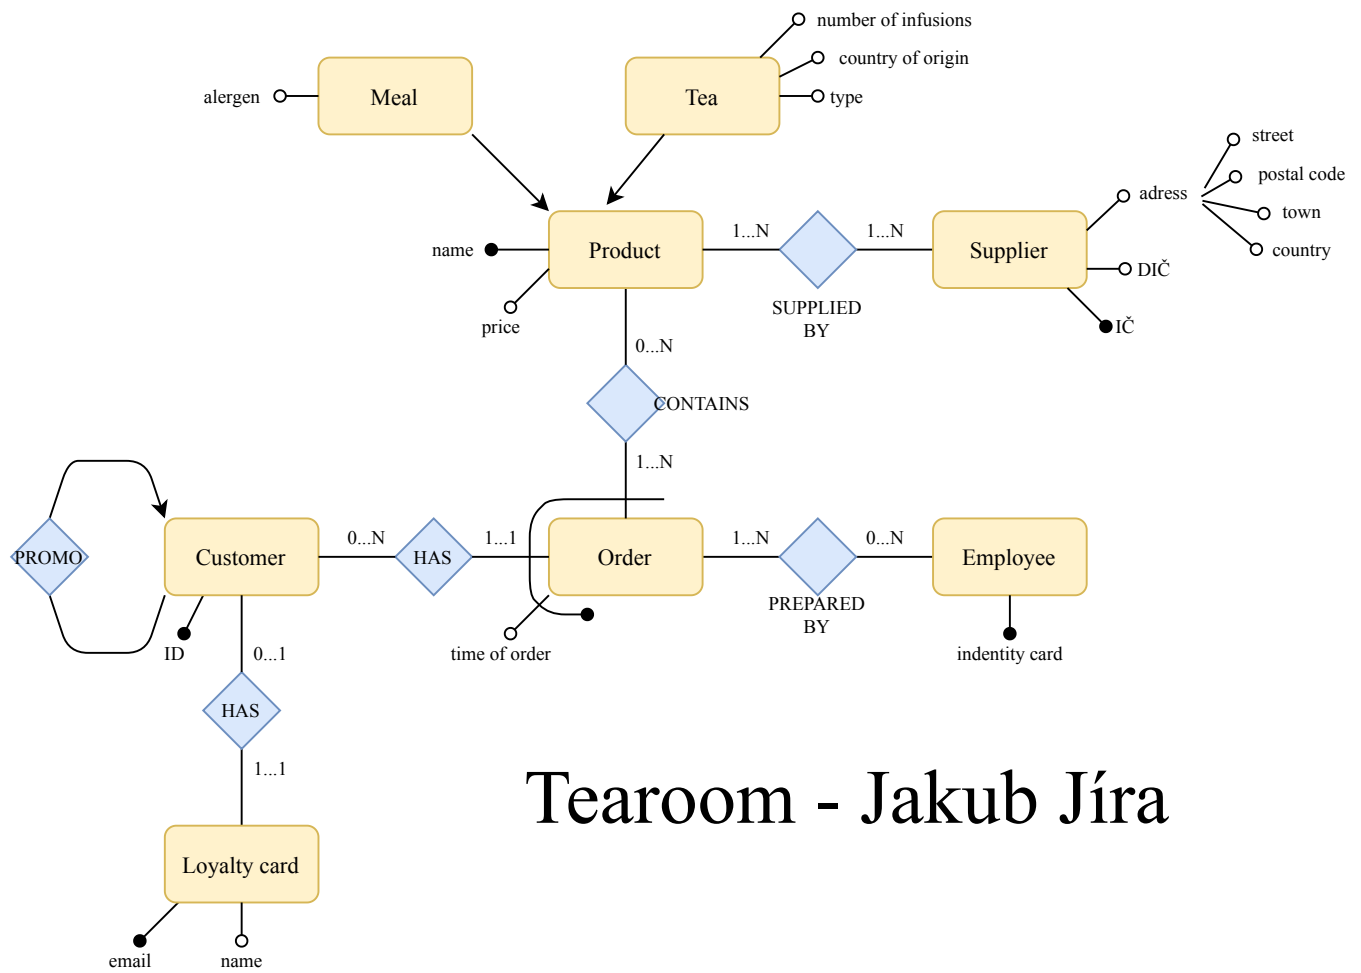 number of infusions
country of origin
alergen
Meal
Tea
type
street
postal code
adress
town
name
Product
1...N
1...N
Supplier
country
DIČ
price
SUPPLIED
BY
IČ
0...N
CONTAINS
1...N
PROMO
Customer
0...N
HAS
1...1
Order
1...N
0...N
Employee
PREPARED
BY
ID
0...1
time of order
indentity card
HAS
1...1
Tearoom - Jakub Jíra
Loyalty card
email
name